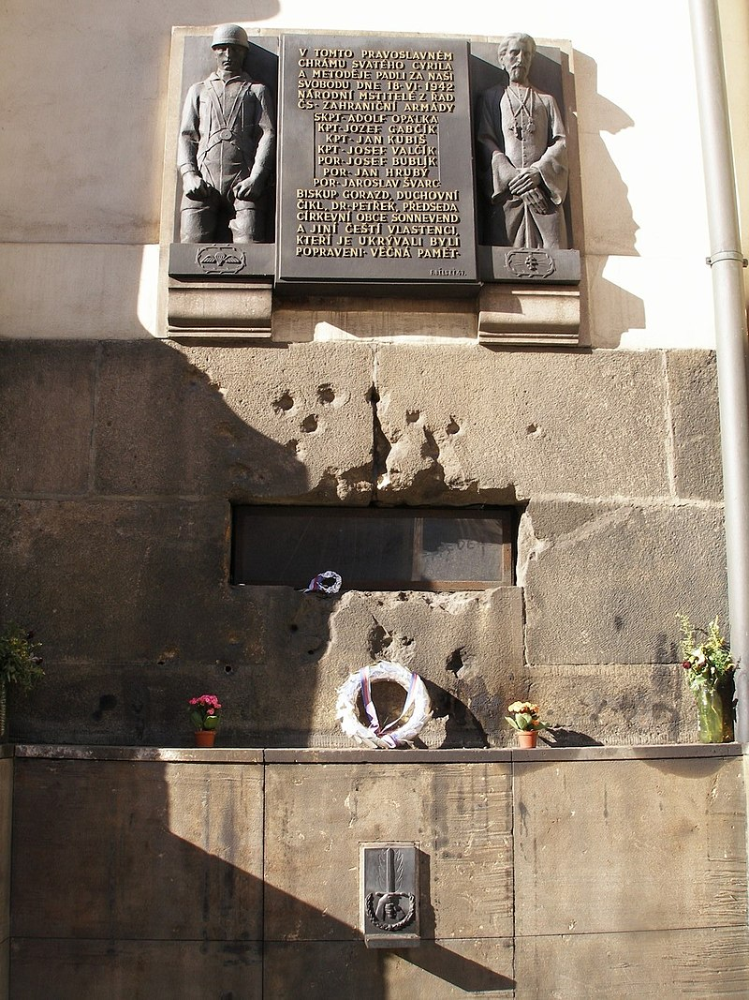 V TOMTO PRAVOSLAVNÉM
CHRÁMU SVATÉHO CYRILA
A METODĚJE PADLI ZA NAŠI
SVOBODU DNE 18·VI·1942
NÁRODNÍ MSTITELÉ Z ŘAD
ČS·ZAHRANIČNÍ ARMÁDY
ŠKPT·ADOLF OPÁLKA
KPT·JOZEF GABČÍK
KPT·JAN KUBIŠ
KPT·JOSEF VALČÍK
POR·JOSEF BUBLÍK
POR·JAN HRUBÝ
POR·JAROSLAV ŠVARC
BISKUP GORAZD, DUCHOVNÍ
ČIKL, DR·PETŘEK, PŘEDSEDA
CÍRKEVNÍ OBCE SONNEVEND
A JINÍ ČEŠTÍ VLASTENCI,
KTEŘÍ JE UKRÝVALI BYLI
POPRAVENI·VĚČNÁ PAMĚT·